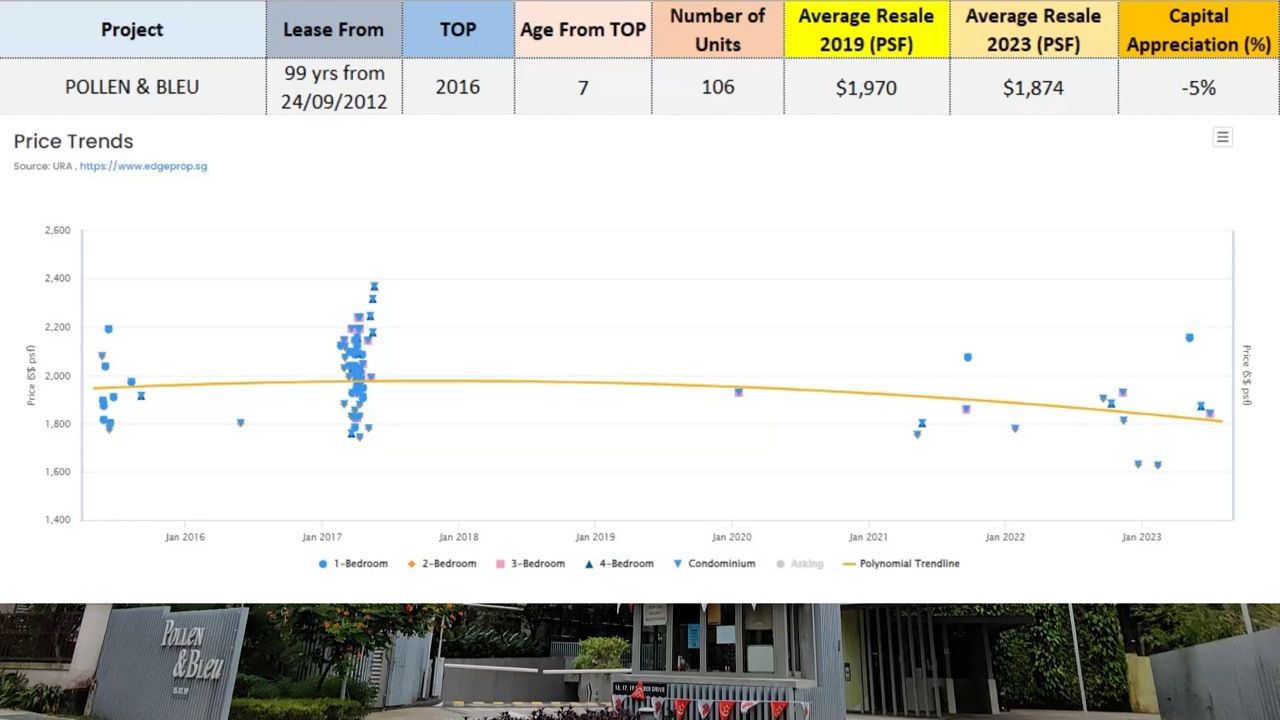 Project
Lease From
TOP
Age From TOP
Number of
Units
Average Resale
2019 (PSF)
Average Resale
2023 (PSF)
Capital
Appreciation (%)
POLLEN & BLEU
99 yrs from
24/09/2012
2016
7
106
$1,970
$1,874
-5%
Price Trends
Source: URA , https://www.edgeprop.sg
Price (S$ psf)
2,600
2,400
2,200
2,000
1,800
1,600
1,400
Price (S$ psf)
Jan 2016
Jan 2017
Jan 2018
Jan 2019
Jan 2020
Jan 2021
Jan 2022
Jan 2023
1-Bedroom
2-Bedroom
3-Bedroom
4-Bedroom
Condominium
Asking
Polynomial Trendline
Pollen
& Bleu